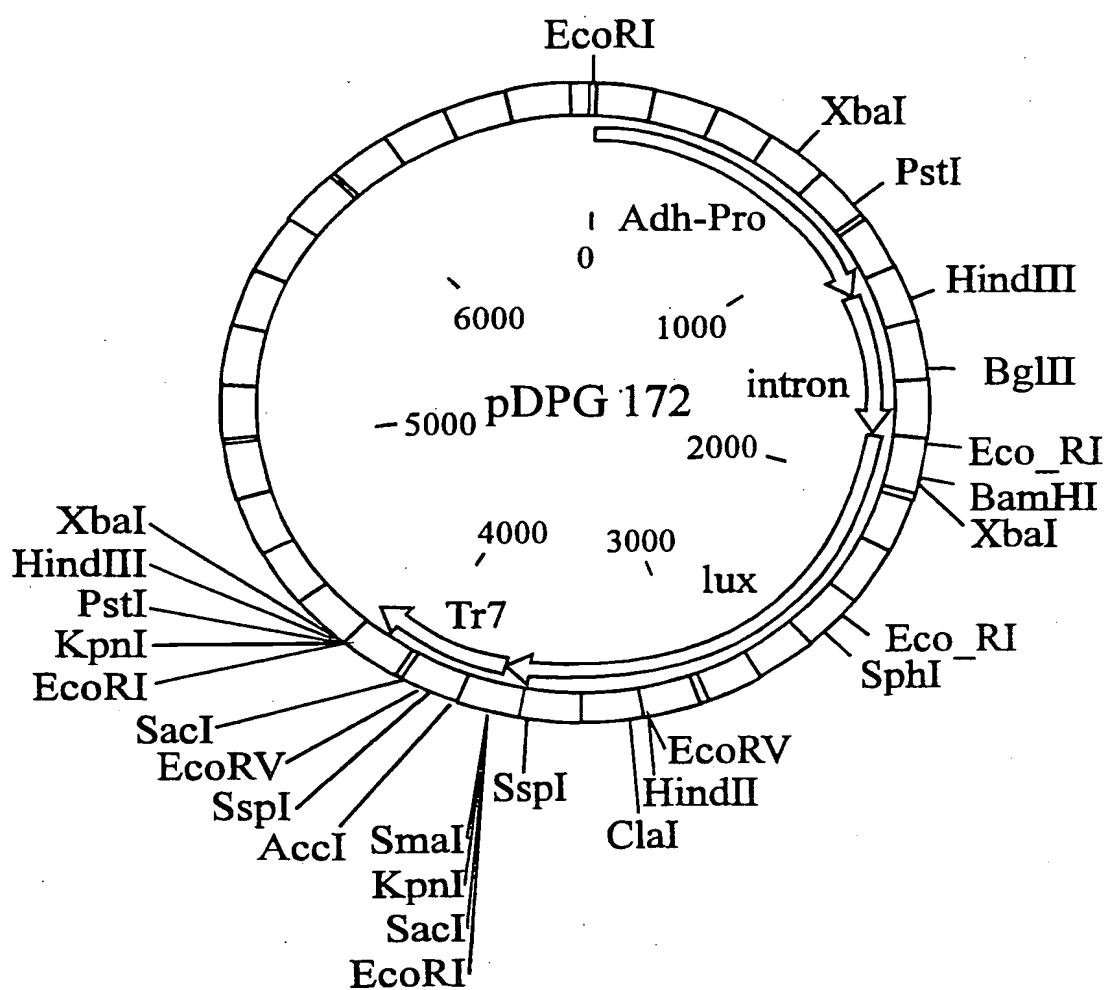 EcoRI
XbaI
PstI
Adh-Pro
0
HindIII
6000
1000
BglII
intron
pDPG 172
5000
2000
Eco_RI
BamHI
XbaI
XbaI
4000
3000
HindIII
lux
PstI
Tr7
Eco_RI
KpnI
SphI
EcoRI
SacI
EcoRV
EcoRV
SspI
HindII
SspI
ClaI
AccI
SmaI
KpnI
SacI
EcoRI